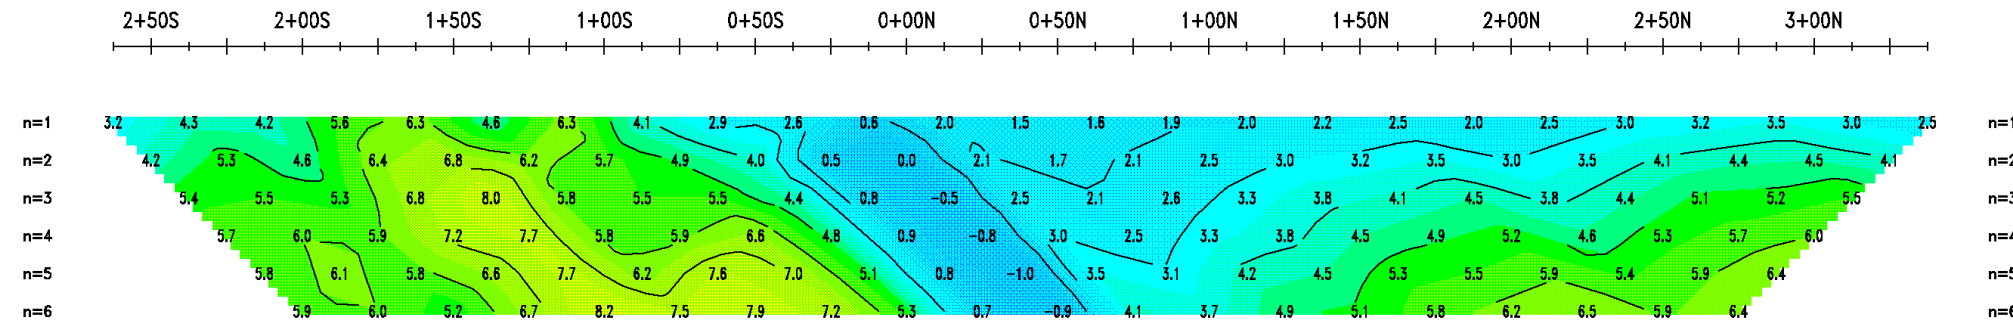 2+50S 2+00S 1+50S 1+00S 0+50S 0+00N 0+50N 1+00N 1+50N 2+00N 2+50N 3+00N
n=1 3.2 4.3 4.2 5.6 6.3 4.6 6.3 4.1 2.9 2.6 0.6 2.0 1.5 1.6 1.9 2.0 2.2 2.5 2.0 2.5 3.0 3.2 3.5 3.0 2.5 n=1
n=2 4.2 5.3 4.6 6.4 6.8 6.2 5.7 4.9 4.0 0.5 0.0 2.1 1.7 2.1 2.5 3.0 3.2 3.5 3.0 3.5 4.1 4.4 4.5 4.1 n=2
n=3 5.4 5.5 5.3 6.8 8.0 5.8 5.5 5.5 4.4 0.8 -0.5 2.5 2.1 2.6 3.3 3.8 4.1 4.5 3.8 4.4 5.1 5.2 5.5 n=3
n=4 5.7 6.0 5.9 7.2 7.7 5.8 5.9 6.6 4.8 0.9 -0.8 3.0 2.5 3.3 3.8 4.5 4.9 5.2 4.6 5.3 5.7 6.0 n=4
n=5 5.8 6.1 5.8 6.6 7.7 6.2 7.6 7.0 5.1 0.8 -1.0 3.5 3.1 4.2 4.5 5.3 5.5 5.9 5.4 5.9 6.4 n=5
n=6 5.9 6.0 5.2 6.7 8.2 7.5 7.9 7.2 5.3 0.7 -0.9 4.1 3.7 4.9 5.1 5.8 6.2 6.5 5.9 6.4 n=6